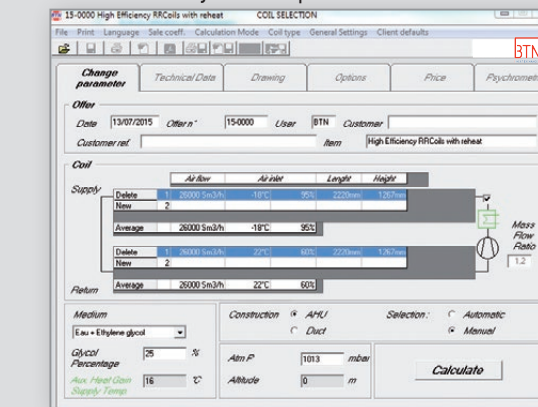 15-0000 High Efficiency RRCoils with reheat COIL SELECTION
File Print Language Sale coeff. Calculation Mode Coil type General Settings Client defaults
BTN
Change parameter Technical Data Drawing Options Price Psychromet
Offer
Date 13/07/2015 Offer n° 15-0000 User BTN Customer
Customer ref. Item High Efficiency RRCoils with reheat
Coil
Air flow Air inlet Lenght Height
Supply
Delete 1 26000 Sm3/h -18°C 95% 2220mm 1267mm
New 2
Average 26000 Sm3/h -18°C 95%
Mass Flow Ratio
1,2
Delete 1 26000 Sm3/h 22°C 60% 2220mm 1267mm
New 2
Return Average 26000 Sm3/h 22°C 60%
Medium Construction AHU Selection : Automatic
Eau + Ethylene glycol Duct Manual
Glycol Percentage 25 % Atm P 1013 mbar
Calculate
Aux. Heat Gain Supply Temp 16 °C Altitude 0 m